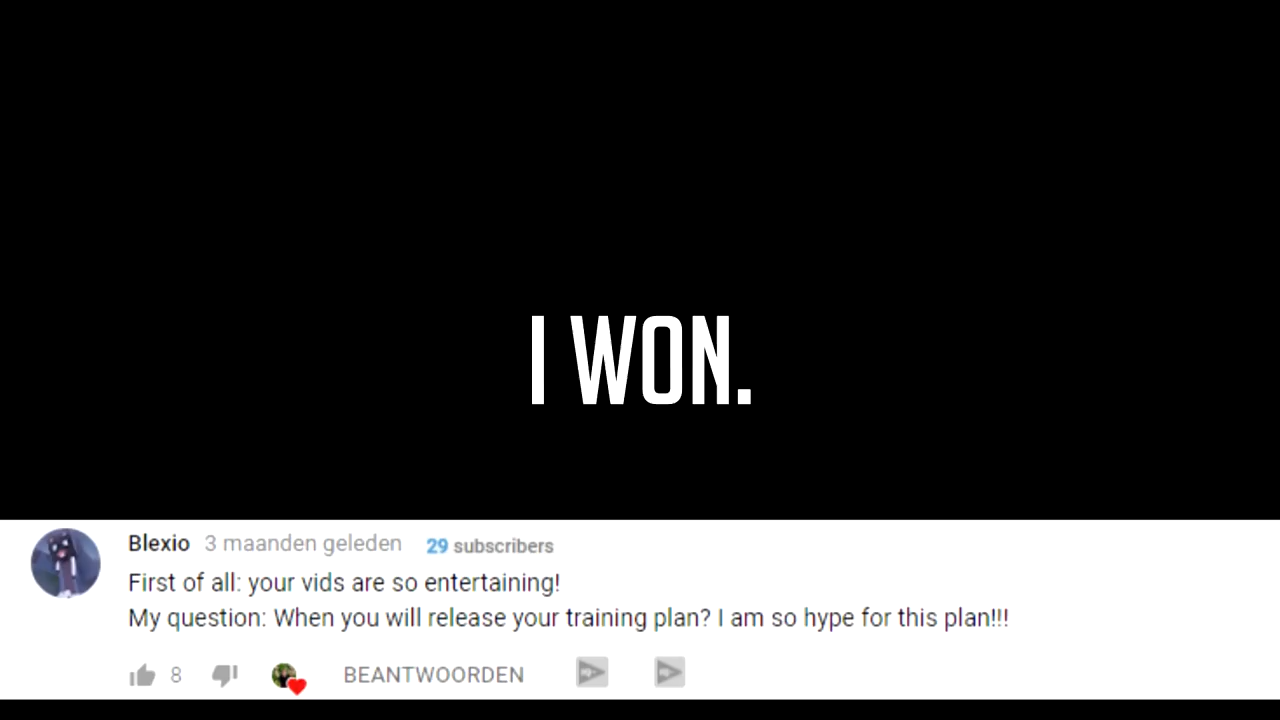 I WON.
Blexio 3 maanden geleden 29 subscribers
First of all: your vids are so entertaining!
My question: When you will release your training plan? I am so hype for this plan!!!
8 BEANTWOORDEN